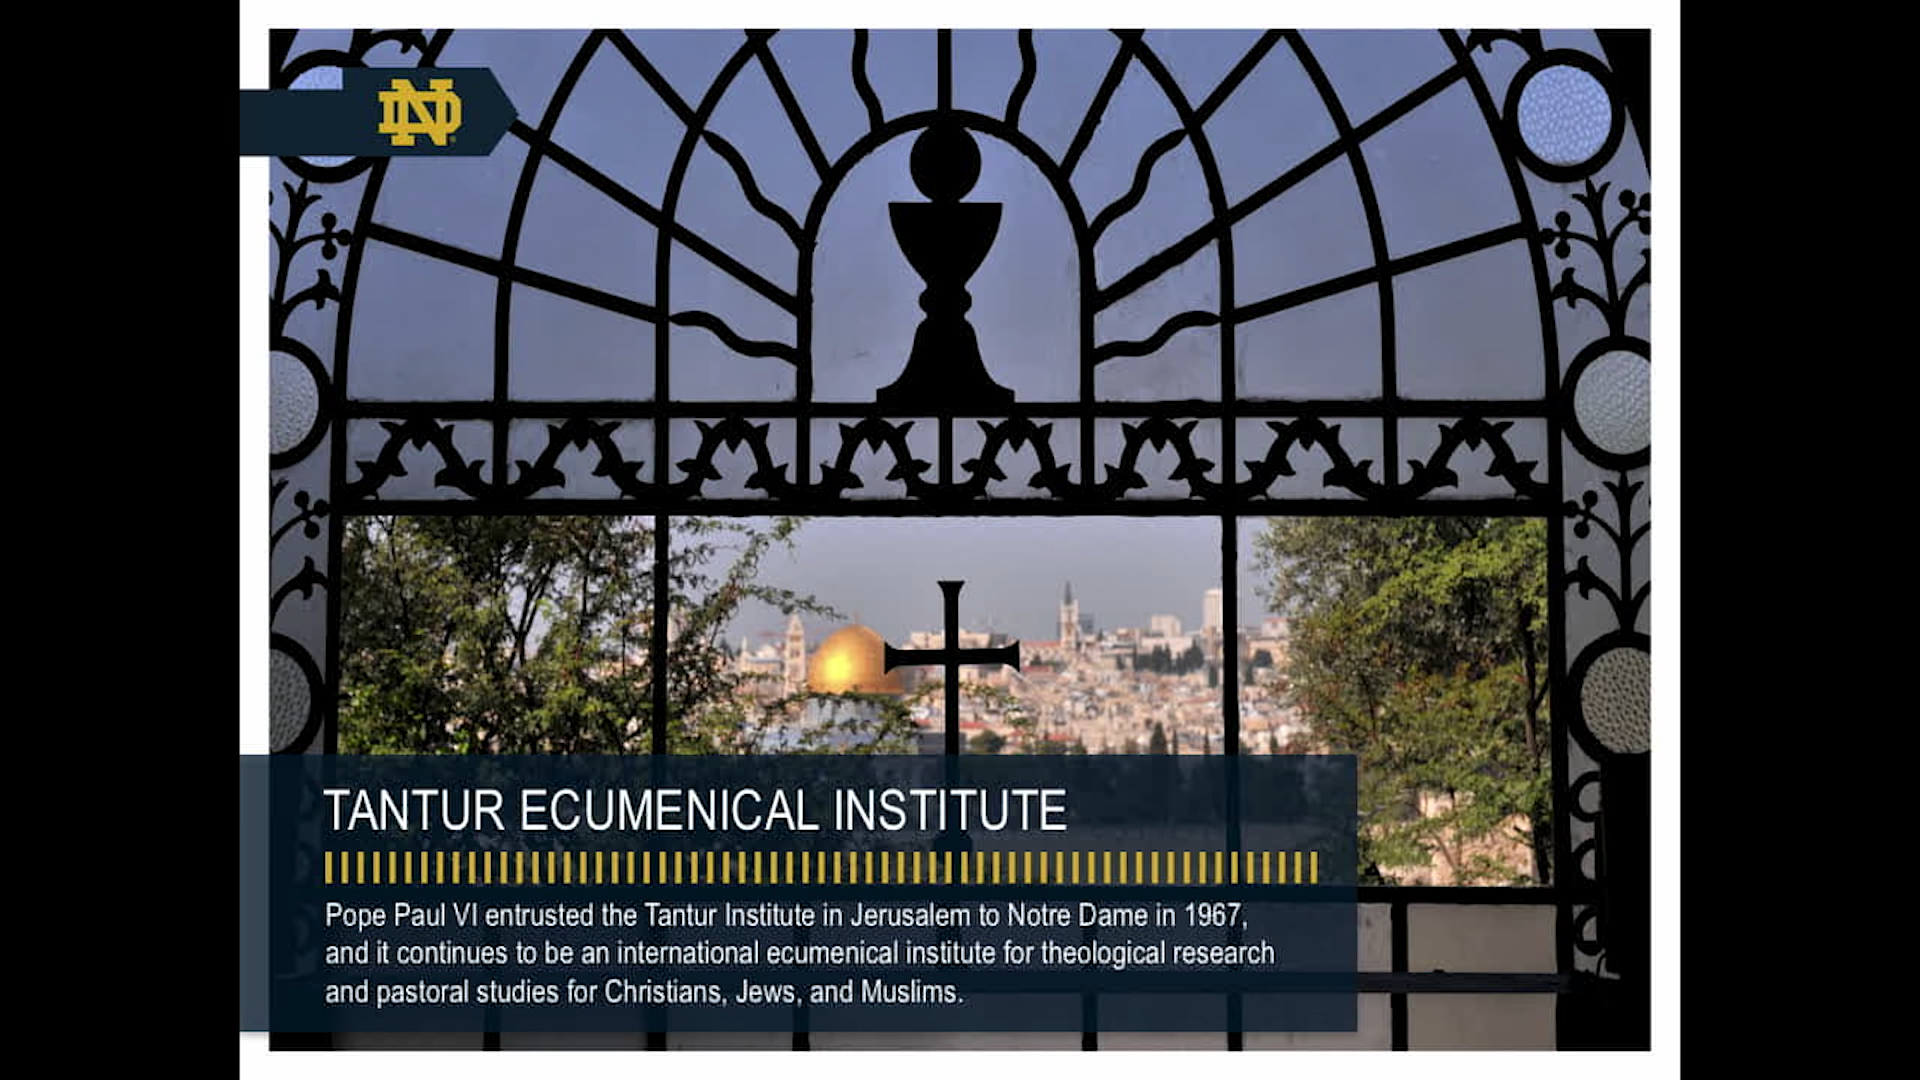 ND
TANTUR ECUMENICAL INSTITUTE
Pope Paul VI entrusted the Tantur Institute in Jerusalem to Notre Dame in 1967,
and it continues to be an international ecumenical institute for theological research
and pastoral studies for Christians, Jews, and Muslims.